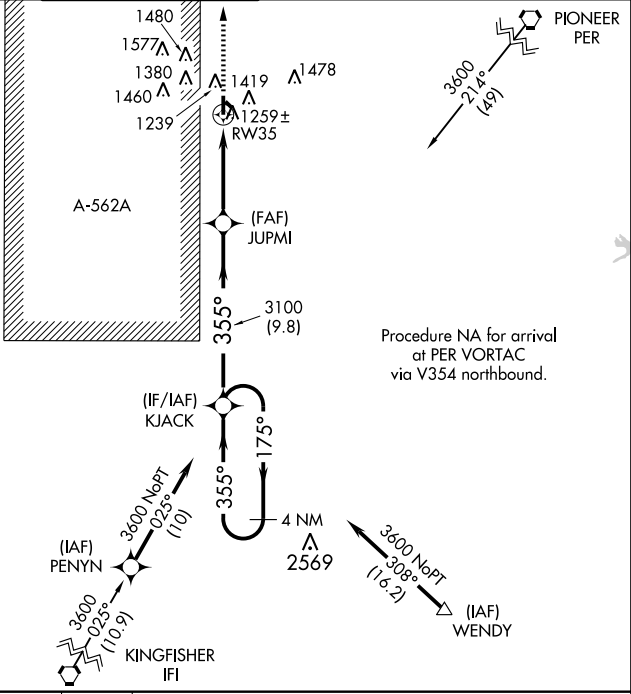 1480
1577
PIONEER
PER
1380
1419
1478
1460
3600
214°
(49)
1239
1259±
RW35
A-562A
(FAF)
JUPMI
355°
3100
(9.8)
Procedure NA for arrival
at PER VORTAC
via V354 northbound.
(IF/IAF)
KJACK
175°
355°
3600 NoPT
025°
(10)
4 NM
2569
3600 NoPT
308°
(16.2)
(IAF)
PENYN
3600
025°
(10.9)
(IAF)
WENDY
KINGFISHER
IFI